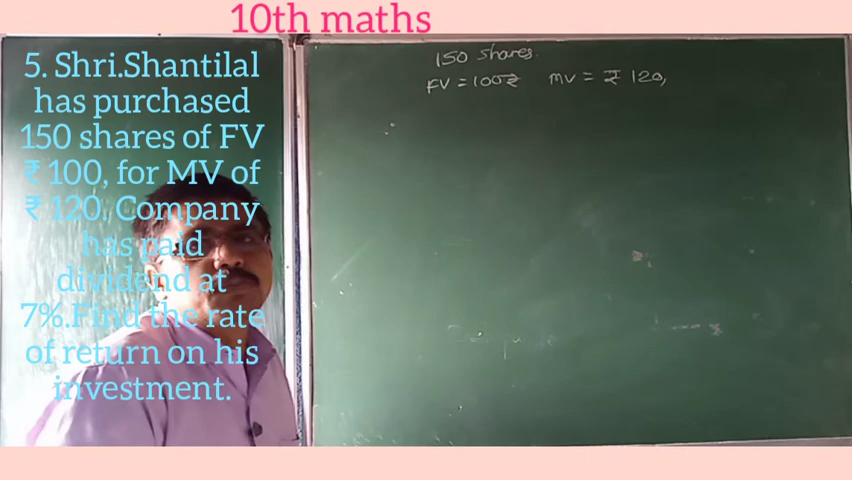 10th maths
5. Shri.Shantilal
has purchased
150 shares of FV
₹ 100, for MV of
₹ 120. Company
has paid
dividend at
7%.Find the rate
of return on his
investment.
150 shares.
FV = 100₹ MV = ₹ 120,